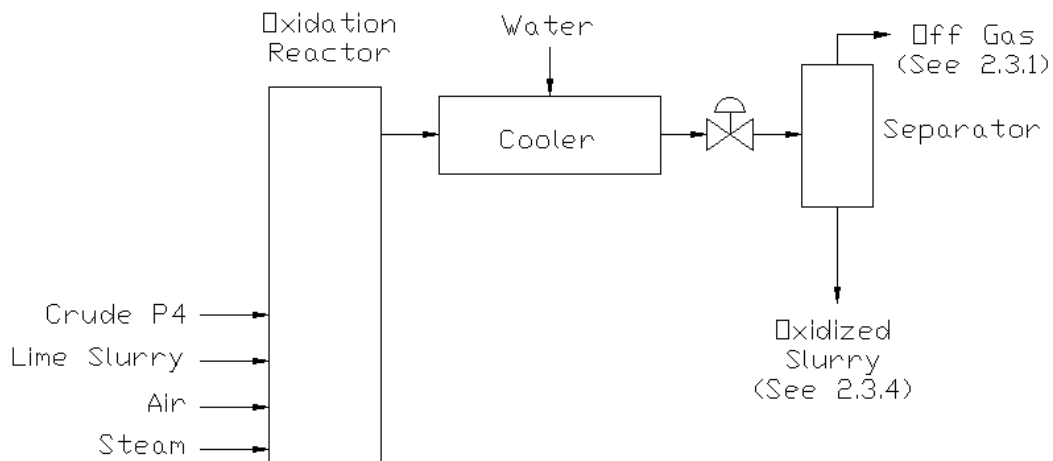 Oxidation
Reactor
Water
Off Gas
(See 2.3.1)
Cooler
Separator
Crude P4
Lime Slurry
Air
Steam
Oxidized
Slurry
(See 2.3.4)